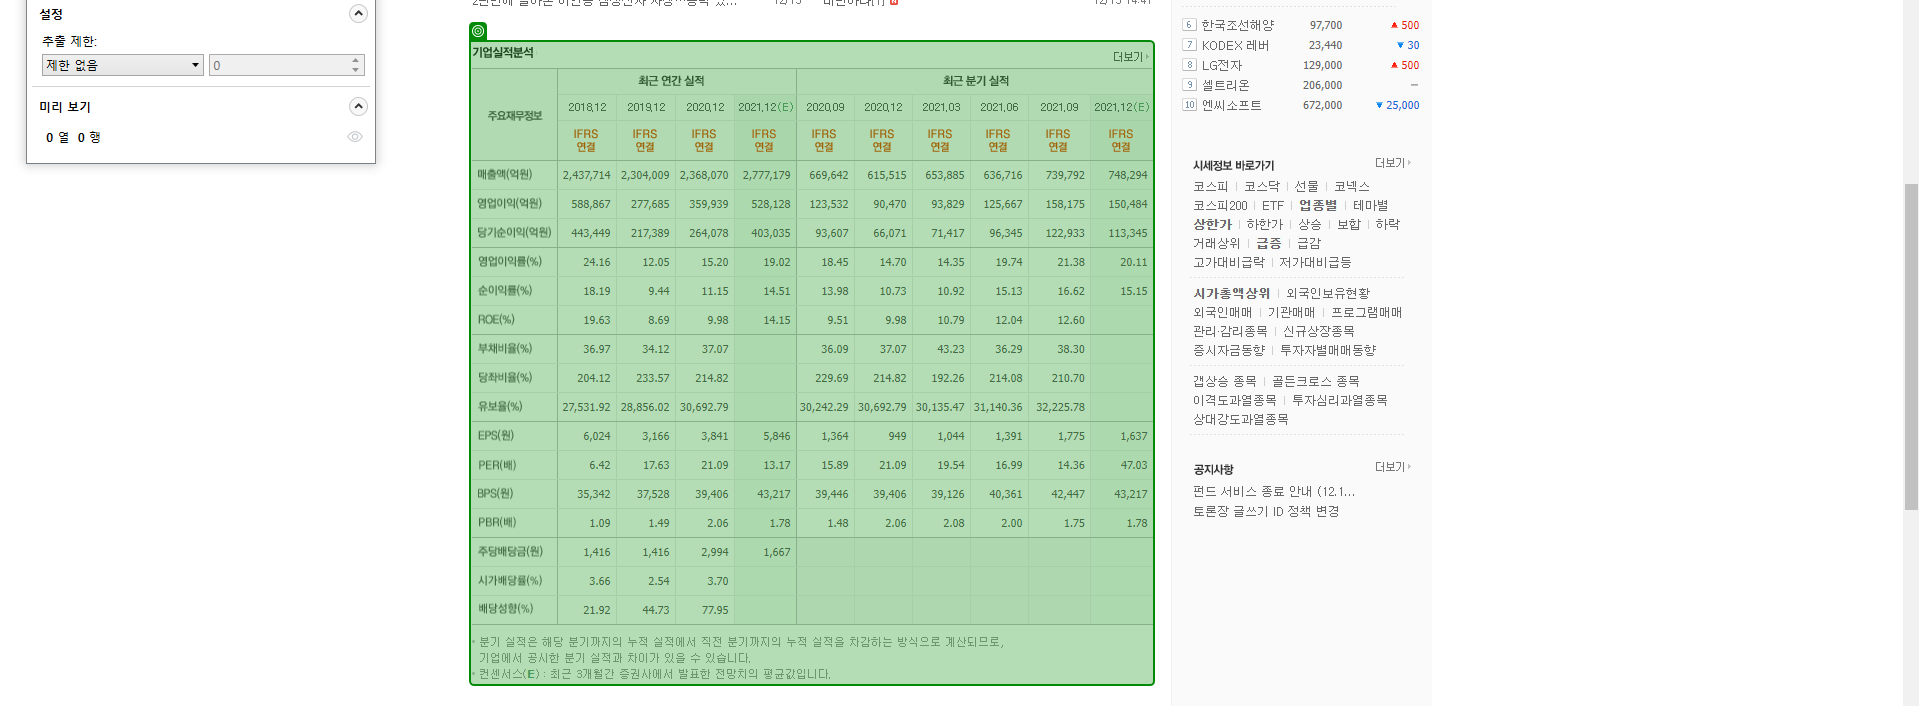 설정
추출 제한:
제한 없음 0
미리 보기
0 열 0 행
기업실적분석 더보기
주요재무정보 최근 연간 실적 최근 분기 실적
2018.12 2019.12 2020.12 2021.12(E) 2020.09 2020.12 2021.03 2021.06 2021.09 2021.12(E)
IFRS IFRS IFRS IFRS IFRS IFRS IFRS IFRS IFRS IFRS
연결 연결 연결 연결 연결 연결 연결 연결 연결 연결
매출액(억원) 2,437,714 2,304,009 2,368,070 2,777,179 669,642 615,515 653,885 636,716 739,792 748,294
영업이익(억원) 588,867 277,685 359,939 528,128 123,532 90,470 93,829 125,667 158,175 150,484
당기순이익(억원) 443,449 217,389 264,078 403,035 93,607 66,071 71,417 96,345 122,933 113,345
영업이익률(%) 24.16 12.05 15.20 19.02 18.45 14.70 14.35 19.74 21.38 20.11
순이익률(%) 18.19 9.44 11.15 14.51 13.98 10.73 10.92 15.13 16.62 15.15
ROE(%) 19.63 8.69 9.98 14.15 9.51 9.98 10.79 12.04 12.60
부채비율(%) 36.97 34.12 37.07 36.09 37.07 43.23 36.29 38.30
당좌비율(%) 204.12 233.57 214.82 229.69 214.82 192.26 214.08 210.70
유보율(%) 27,531.92 28,856.02 30,692.79 30,242.29 30,692.79 30,135.47 31,140.36 32,225.78
EPS(원) 6,024 3,166 3,841 5,846 1,364 949 1,044 1,391 1,775 1,637
PER(배) 6.42 17.63 21.09 13.17 15.89 21.09 19.54 16.99 14.36 47.03
BPS(원) 35,342 37,528 39,406 43,217 39,446 39,406 39,126 40,361 42,447 43,217
PBR(배) 1.09 1.49 2.06 1.78 1.48 2.06 2.08 2.00 1.75 1.78
주당배당금(원) 1,416 1,416 2,994 1,667
시가배당률(%) 3.66 2.54 3.70
배당성향(%) 21.92 44.73 77.95
* 분기 실적은 해당 분기까지의 누적 실적에서 직전 분기까지의 누적 실적을 차감하는 방식으로 계산되므로,
기업에서 공시한 분기 실적과 차이가 있을 수 있습니다.
* 컨센서스(E) : 최근 3개월간 증권사에서 발표한 전망치의 평균값입니다.
6 한국조선해양 97,700 ▲ 500
7 KODEX 레버 23,440 ▼ 30
8 LG전자 129,000 ▲ 500
9 셀트리온 206,000 −
10 엔씨소프트 672,000 ▼ 25,000
시세정보 바로가기 더보기
코스피 코스닥 선물 코넥스
코스피200 ETF 업종별 테마별
상한가 하한가 상승 보합 하락
거래상위 급증 급감
고가대비급락 저가대비급등
시가총액상위 외국인보유현황
외국인매매 기관매매 프로그램매매
관리·감리종목 신규상장종목
증시자금동향 투자자별매매동향
갭상승 종목 골든크로스 종목
이격도과열종목 투자심리과열종목
상대강도과열종목
공지사항 더보기
펀드 서비스 종료 안내 (12.1...
토론장 글쓰기 ID 정책 변경